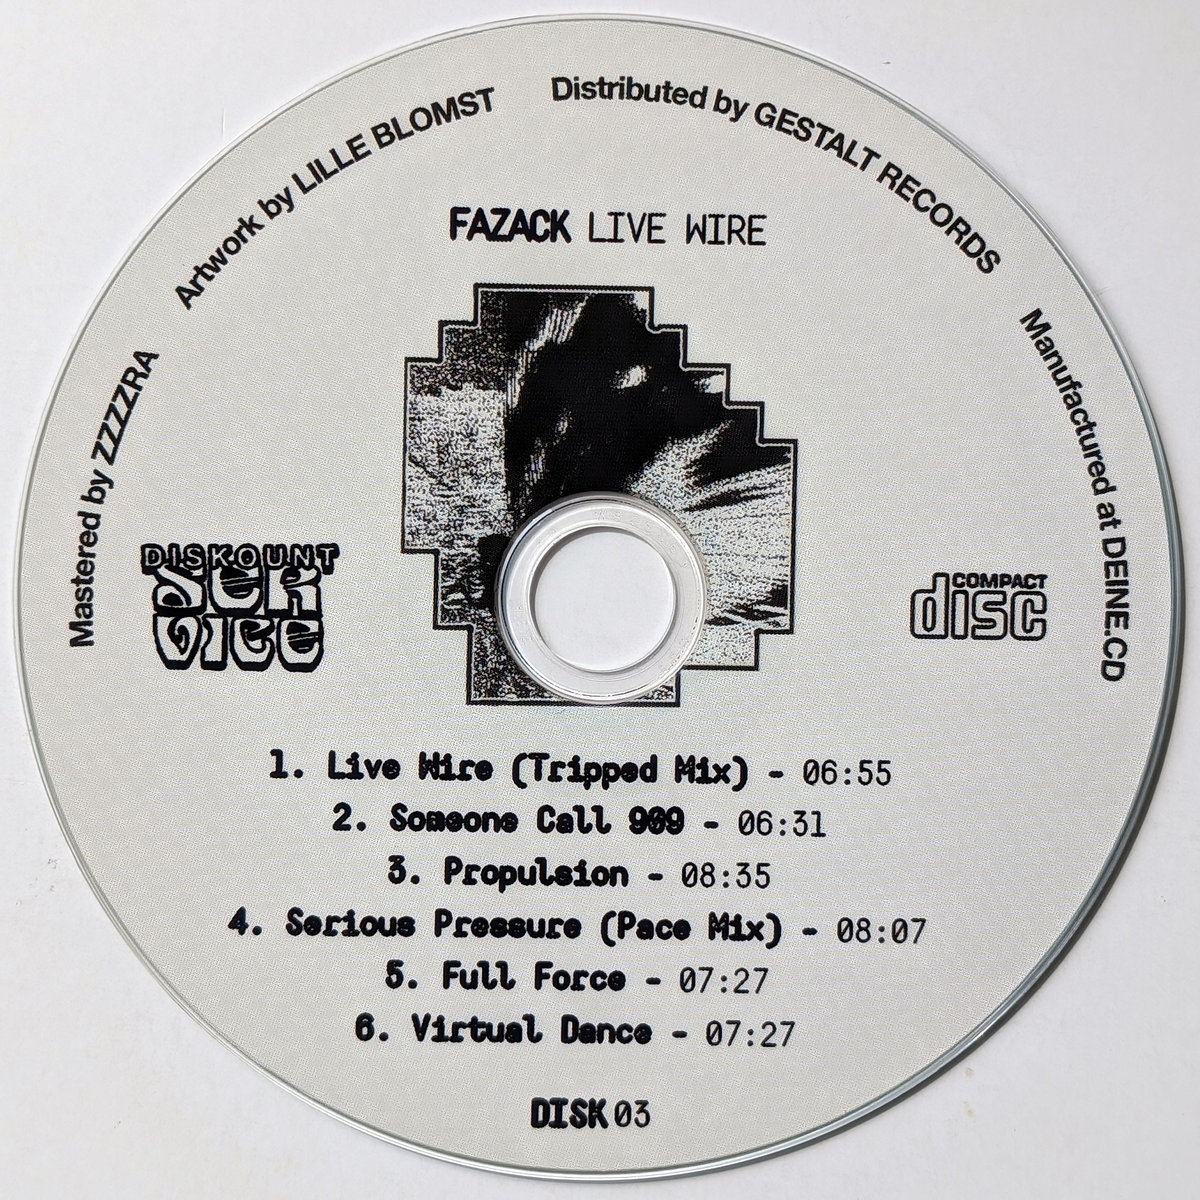 Mastered by ZZZZRA
Artwork by LILLE BLOMST
Distributed by GESTALT RECORDS
Manufactured at DEINE.CD
FAZACK LIVE WIRE
DISKOUNT
SER
VICE
COMPACT
disc
1. Live Wire (Tripped Mix) - 06:55
2. Someone Call 909 - 06:31
3. Propulsion - 08:35
4. Serious Pressure (Pace Mix) - 08:07
5. Full Force - 07:27
6. Virtual Dance - 07:27
DISK 03